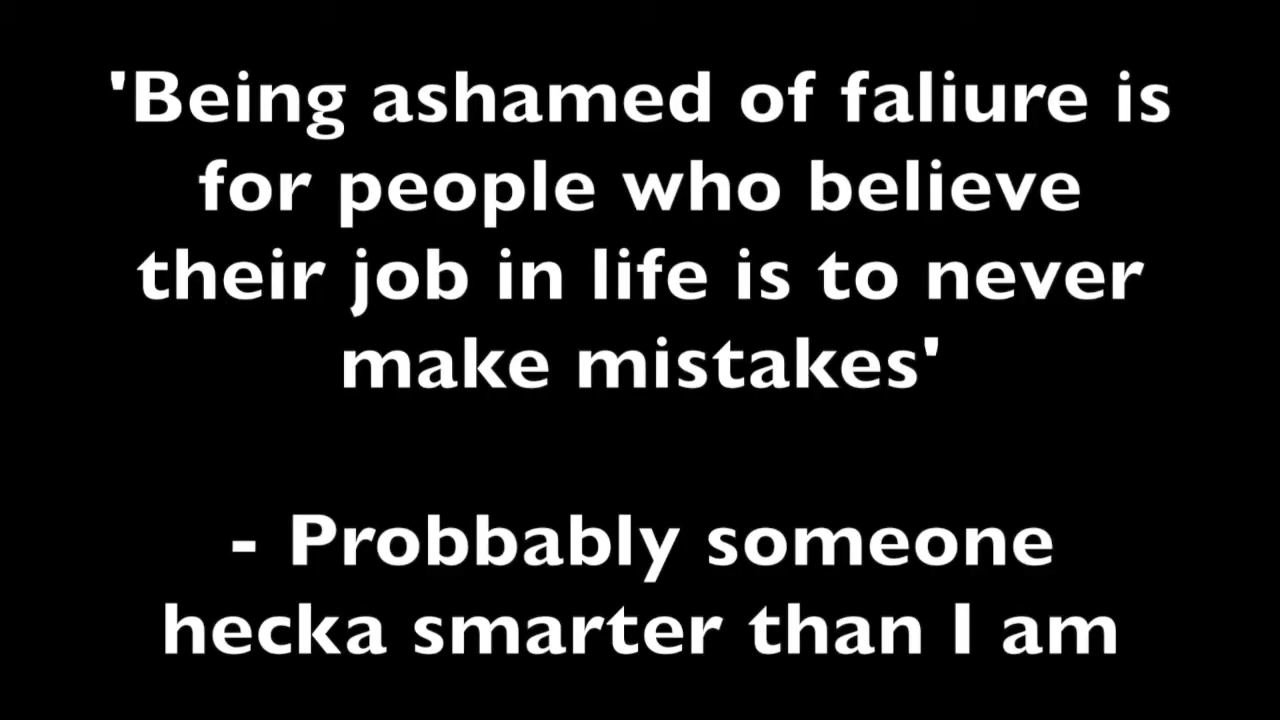 'Being ashamed of faliure is
for people who believe
their job in life is to never
make mistakes'
- Probbably someone
hecka smarter than I am